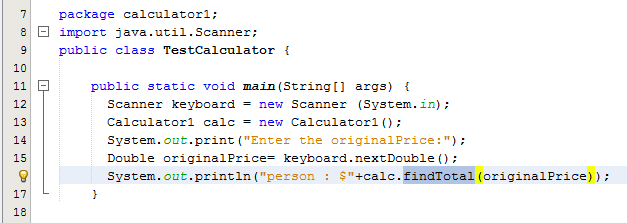 7 package calculator1;
8 import java.util.Scanner;
9 public class TestCalculator {
10
11 public static void main(String[] args) {
12 Scanner keyboard = new Scanner (System.in);
13 Calculator1 calc = new Calculator1();
14 System.out.print("Enter the originalPrice:");
15 Double originalPrice= keyboard.nextDouble();
System.out.println("person : $"+calc.findTotal(originalPrice));
17 }
18